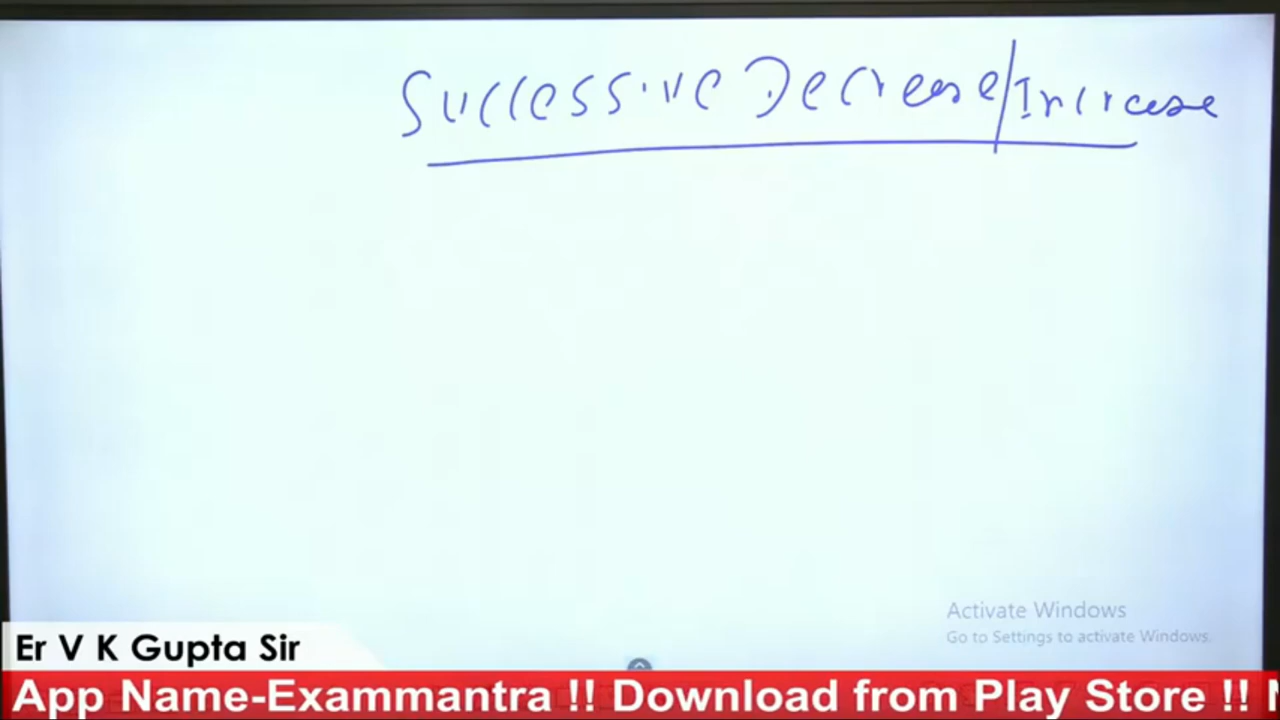 Successive Decrease/Increase
Activate Windows
Go to Settings to activate Windows.
Er V K Gupta Sir
App Name-Exammantra !! Download from Play Store !!